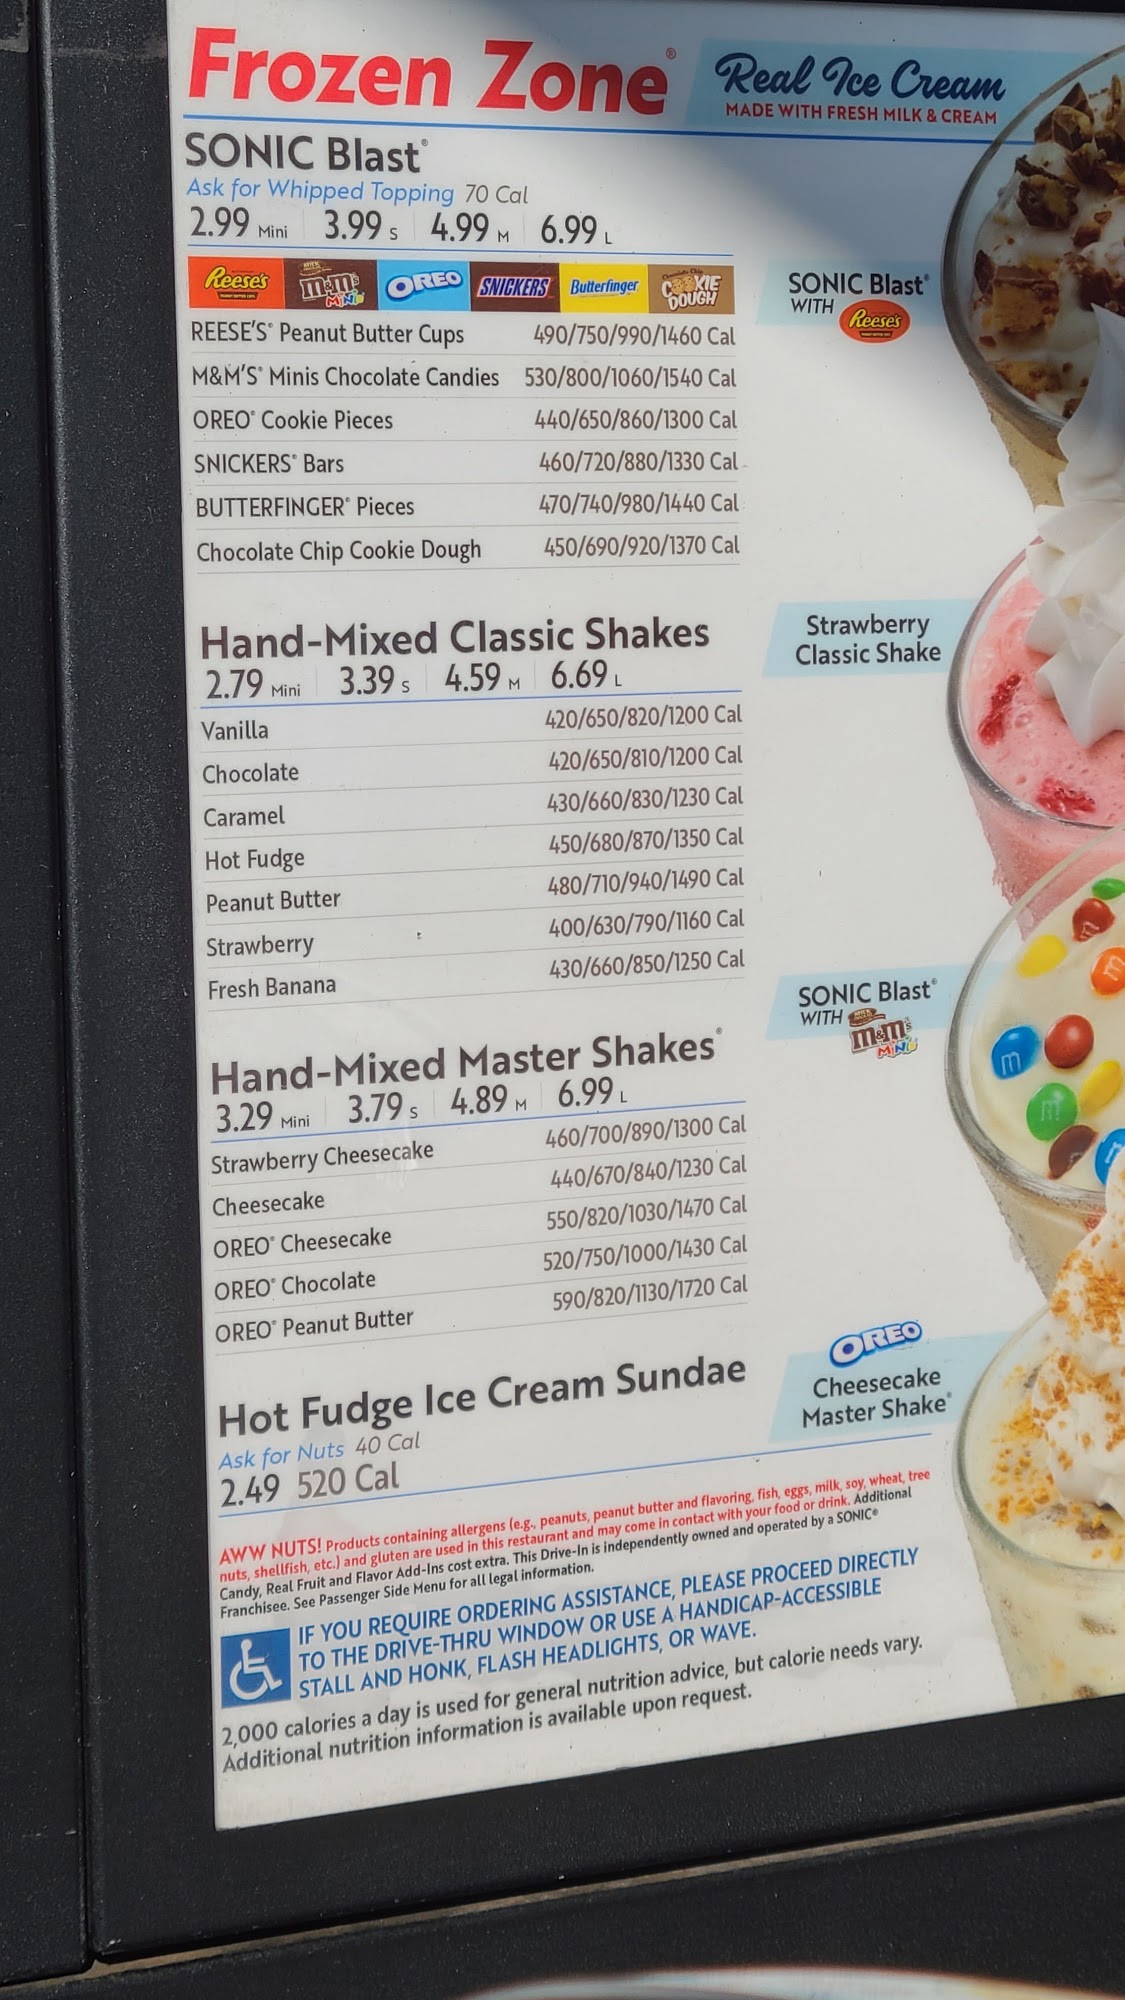 Frozen Zone®
Real Ice Cream
MADE WITH FRESH MILK & CREAM
SONIC Blast®
Ask for Whipped Topping 70 Cal
2.99 Mini 3.99 S 4.99 M 6.99 L
Reese's MILK m&m's MINIS OREO SNICKERS Butterfinger Chocolate Chip COOKIE DOUGH
REESE'S® Peanut Butter Cups 490/750/990/1460 Cal
M&M'S® Minis Chocolate Candies 530/800/1060/1540 Cal
OREO® Cookie Pieces 440/650/860/1300 Cal
SNICKERS® Bars 460/720/880/1330 Cal
BUTTERFINGER® Pieces 470/740/980/1440 Cal
Chocolate Chip Cookie Dough 450/690/920/1370 Cal
SONIC Blast®
WITH Reese's
Hand-Mixed Classic Shakes
2.79 Mini 3.39 S 4.59 M 6.69 L
Vanilla 420/650/820/1200 Cal
Chocolate 420/650/810/1200 Cal
Caramel 430/660/830/1230 Cal
Hot Fudge 450/680/870/1350 Cal
Peanut Butter 480/710/940/1490 Cal
Strawberry 400/630/790/1160 Cal
Fresh Banana 430/660/850/1250 Cal
Strawberry
Classic Shake
SONIC Blast®
WITH MILK m&m's MINIS
Hand-Mixed Master Shakes®
3.29 Mini 3.79 S 4.89 M 6.99 L
Strawberry Cheesecake 460/700/890/1300 Cal
Cheesecake 440/670/840/1230 Cal
OREO® Cheesecake 550/820/1030/1470 Cal
OREO® Chocolate 520/750/1000/1430 Cal
OREO® Peanut Butter 590/820/1130/1720 Cal
OREO
Cheesecake
Master Shake®
Hot Fudge Ice Cream Sundae
Ask for Nuts 40 Cal
2.49 520 Cal
AWW NUTS! Products containing allergens (e.g., peanuts, peanut butter and flavoring, fish, eggs, milk, soy, wheat, tree
nuts, shellfish, etc.) and gluten are used in this restaurant and may come in contact with your food or drink. Additional
Candy, Real Fruit and Flavor Add-Ins cost extra. This Drive-In is independently owned and operated by a SONIC®
Franchisee. See Passenger Side Menu for all legal information.
IF YOU REQUIRE ORDERING ASSISTANCE, PLEASE PROCEED DIRECTLY
TO THE DRIVE-THRU WINDOW OR USE A HANDICAP-ACCESSIBLE
STALL AND HONK, FLASH HEADLIGHTS, OR WAVE.
2,000 calories a day is used for general nutrition advice, but calorie needs vary.
Additional nutrition information is available upon request.